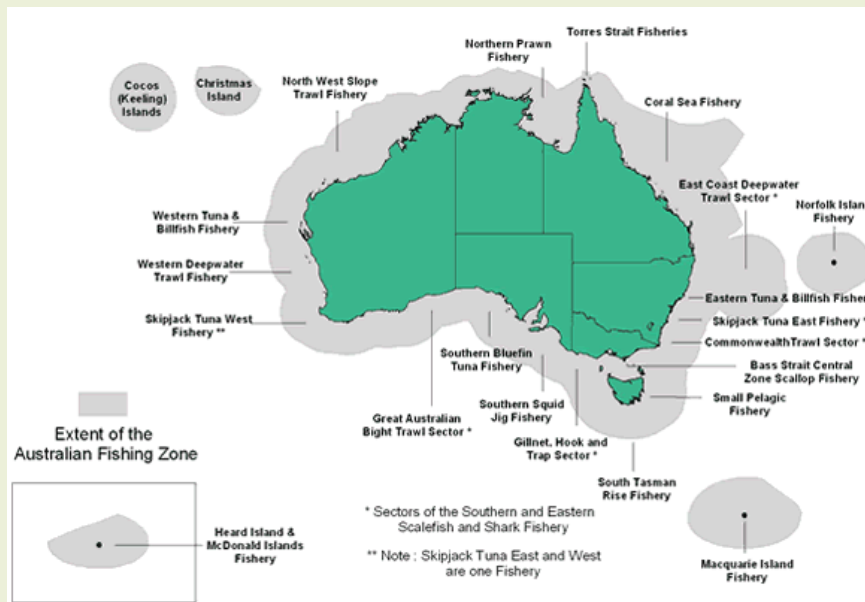 Torres Strait Fisheries
Northern Prawn
Fishery
Cocos
(Keeling)
Islands
Christmas
Island
North West Slope
Trawl Fishery
Coral Sea Fishery
East Coast Deepwater
Trawl Sector *
Norfolk Islan
Fishery
Western Tuna &
Billfish Fishery
Western Deepwater
Trawl Fishery
Eastern Tuna & Billfish Fisher
Skipjack Tuna West
Fishery **
Skipjack Tuna East Fishery *
CommonwealthTrawl Sector *
Southern Bluefin
Tuna Fishery
Bass Strait Central
Zone Scallop Fishery
Southern Squid
Jig Fishery
Small Pelagic
Fishery
Great Australian
Bight Trawl Sector *
Gillnet, Hook and
Trap Sector *
Extent of the
Australian Fishing Zone
South Tasman
Rise Fishery
* Sectors of the Southern and Eastern
Scalefish and Shark Fishery
Heard Island &
McDonald Islands
Fishery
** Note : Skipjack Tuna East and West
are one Fishery
Macquarie Island
Fishery